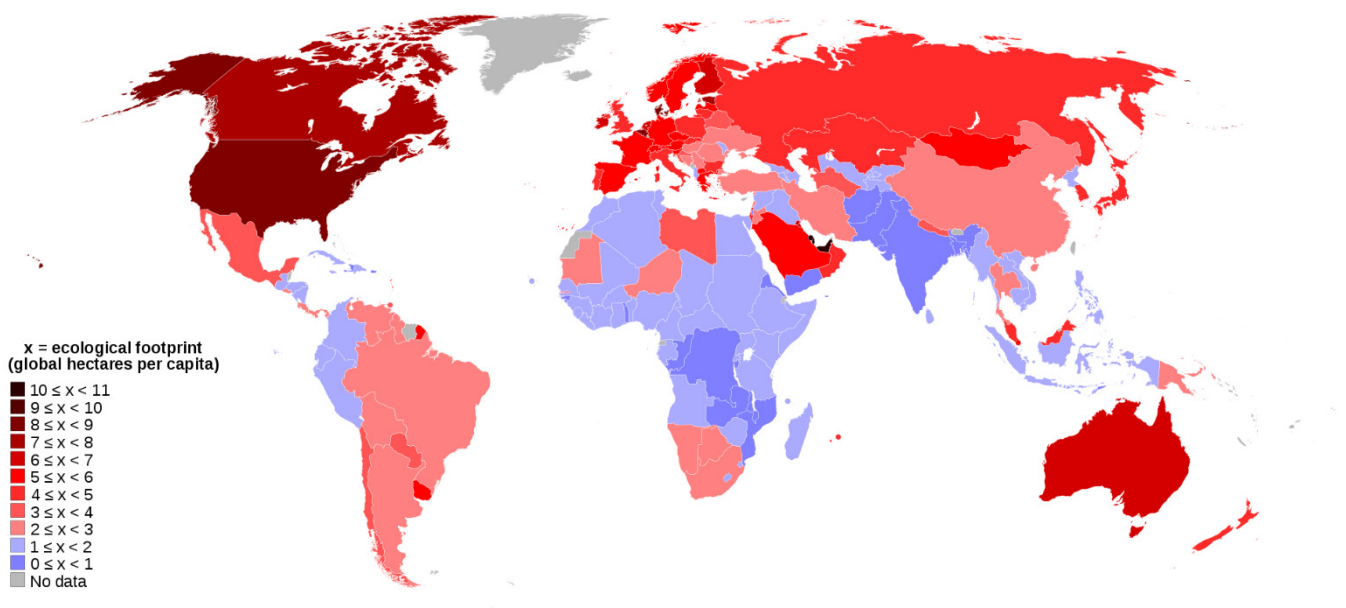 x = ecological footprint
(global hectares per capita)
10 ≤ x < 11
9 ≤ x < 10
8 ≤ x < 9
7 ≤ x < 8
6 ≤ x < 7
5 ≤ x < 6
4 ≤ x < 5
3 ≤ x < 4
2 ≤ x < 3
1 ≤ x < 2
0 ≤ x < 1
No data